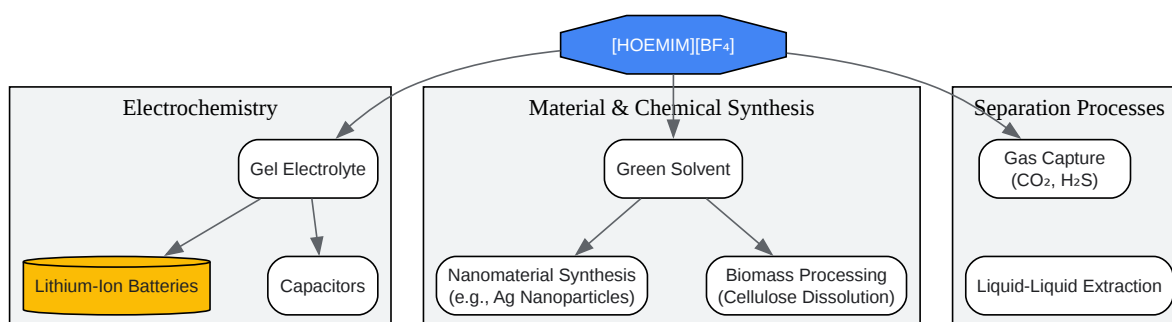 [HOEMIM][BF₄]
Electrochemistry
Material & Chemical Synthesis
Separation Processes
Gel Electrolyte
Green Solvent
Gas Capture
(CO₂, H₂S)
Lithium-Ion Batteries
Capacitors
Nanomaterial Synthesis
(e.g., Ag Nanoparticles)
Biomass Processing
(Cellulose Dissolution)
Liquid-Liquid Extraction